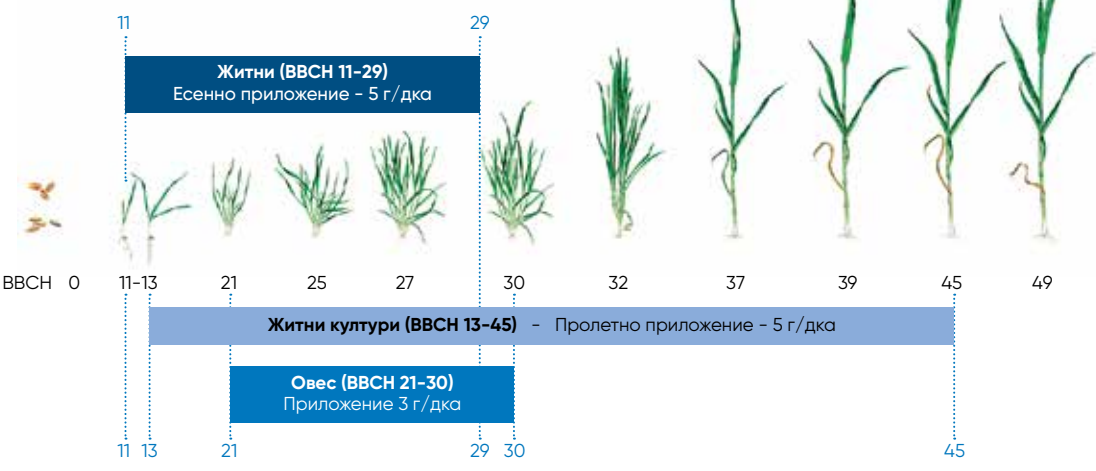 11 29
Житни (BBCH 11-29)
Есенно приложение - 5 г/дка
BBCH 0 11-13 21 25 27 30 32 37 39 45 49
Житни култури (BBCH 13-45) - Пролетно приложение - 5 г/дка
Овес (BBCH 21-30)
Приложение 3 г/дка
11 13 21 29 30 45